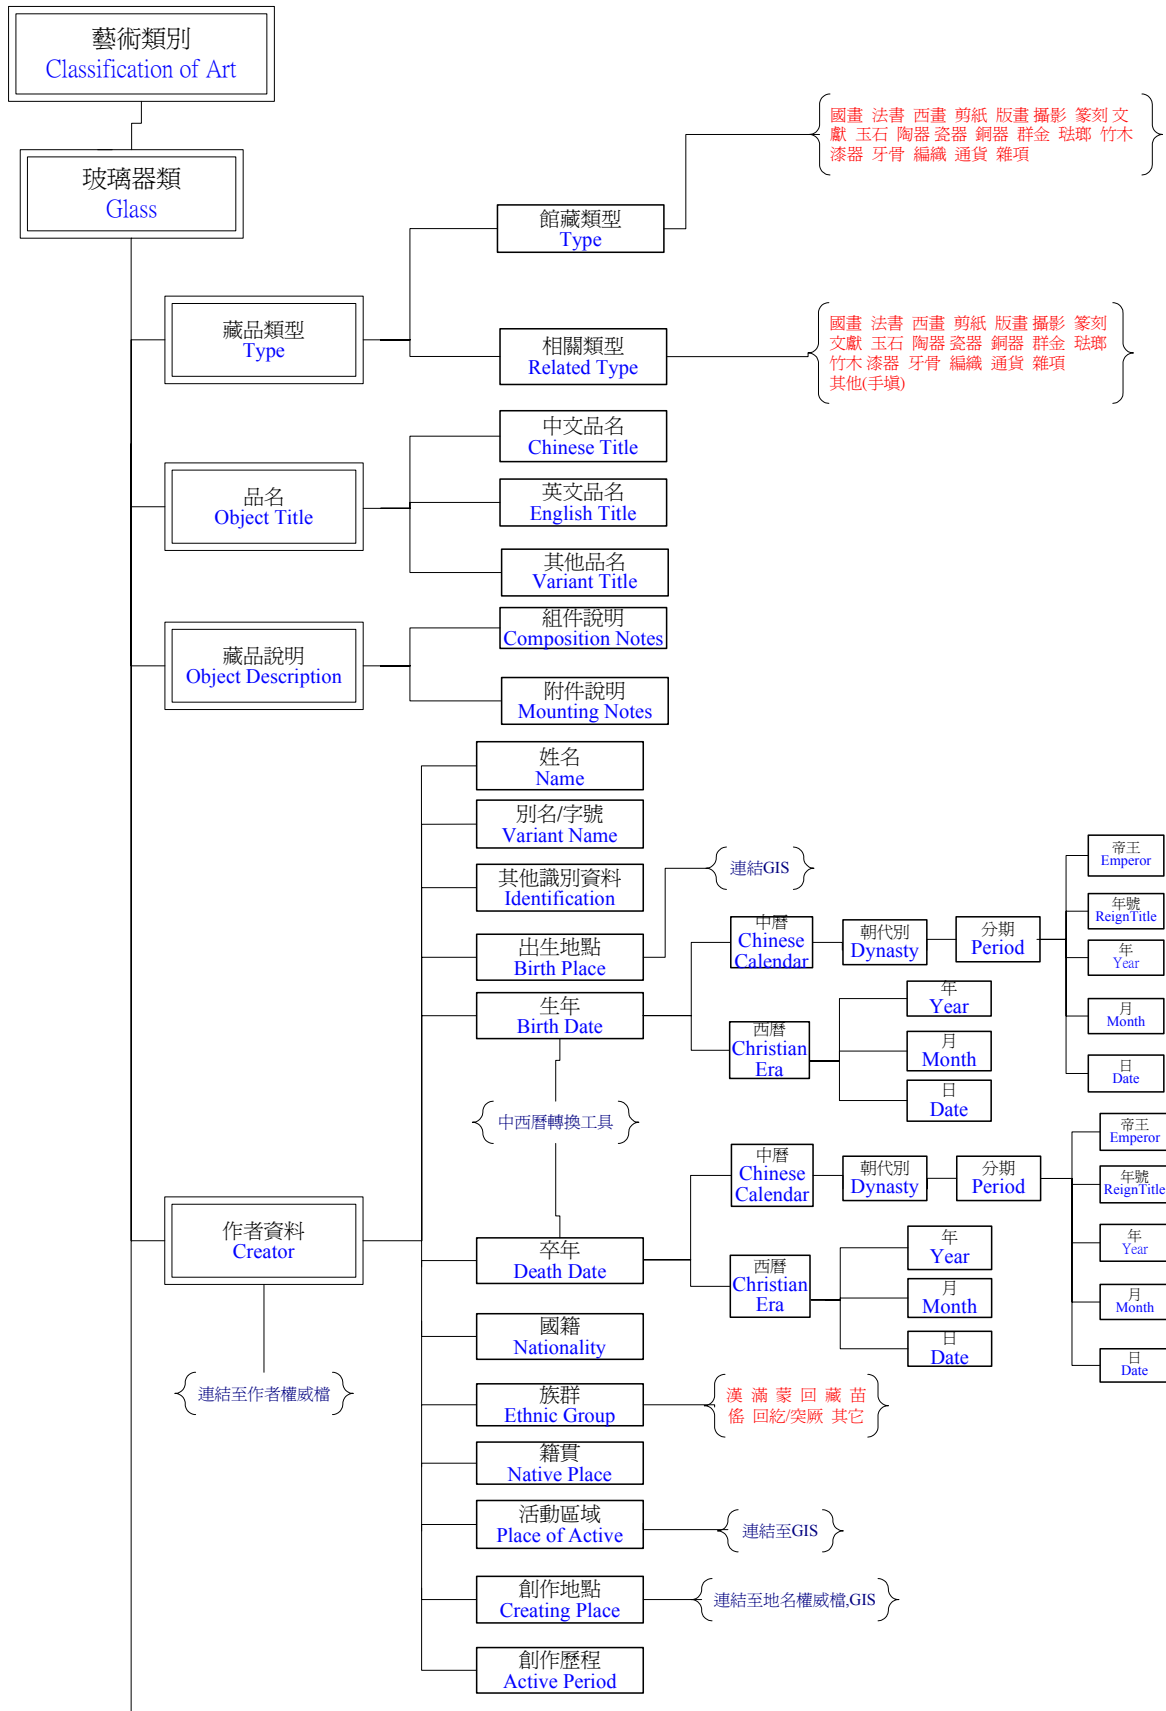 藝術類別
Classification of Art
玻璃器類
Glass
藏品類型
Type
館藏類型
Type
國畫 法書 西畫 剪紙 版畫 攝影 篆刻 文
獻 玉石 陶器 瓷器 銅器 群金 琺瑯 竹木
漆器 牙骨 編織 通貨 雜項
相關類型
Related Type
國畫 法書 西畫 剪紙 版畫 攝影 篆刻
文獻 玉石 陶器 瓷器 銅器 群金 琺瑯
竹木 漆器 牙骨 編織 通貨 雜項
其他(手塡)
品名
Object Title
中文品名
Chinese Title
英文品名
English Title
其他品名
Variant Title
藏品說明
Object Description
組件說明
Composition Notes
附件說明
Mounting Notes
作者資料
Creator
連結至作者權威檔
姓名
Name
別名/字號
Variant Name
其他識別資料
Identification
出生地點
Birth Place
連結GIS
生年
Birth Date
中曆
Chinese
Calendar
朝代別
Dynasty
分期
Period
帝王
Emperor
年號
ReignTitle
年
Year
月
Month
日
Date
西曆
Christian
Era
年
Year
月
Month
日
Date
中西曆轉換工具
卒年
Death Date
中曆
Chinese
Calendar
朝代別
Dynasty
分期
Period
帝王
Emperor
年號
ReignTitle
年
Year
月
Month
日
Date
西曆
Christian
Era
年
Year
月
Month
日
Date
國籍
Nationality
族群
Ethnic Group
漢 滿 蒙 回 藏 苗
傜 回紇/突厥 其它
籍貫
Native Place
活動區域
Place of Active
連結至GIS
創作地點
Creating Place
連結至地名權威檔,GIS
創作歷程
Active Period